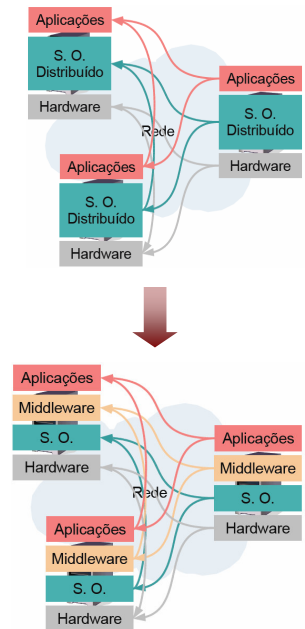 Aplicações
S. O.
Distribuído
Hardware
Aplicações
S. O.
Distribuído
Hardware
Rede
Aplicações
S. O.
Distribuído
Hardware
Aplicações
Middleware
S. O.
Hardware
Aplicações
Middleware
S. O.
Hardware
Rede
Aplicações
Middleware
S. O.
Hardware